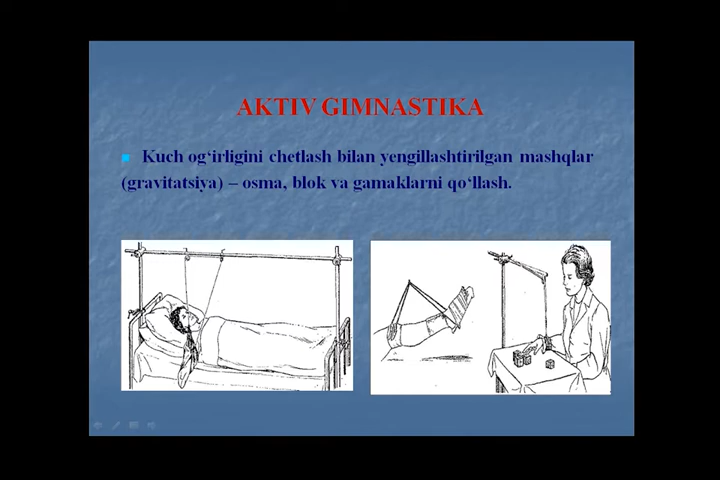 AKTIV GIMNASTIKA
Kuch og‘irligini chetlash bilan yengillashtirilgan mashqlar
(gravitatsiya) – osma, blok va gamaklarni qo‘llash.